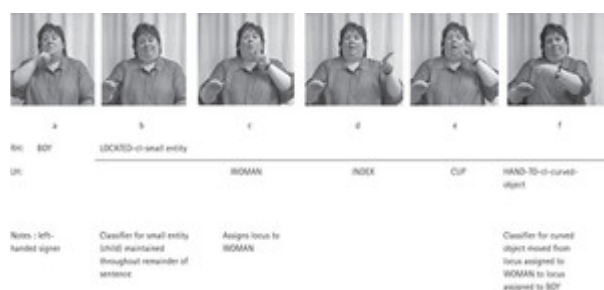 a b c d e f
RH: BOY LOCATED-cl-small entity
LH: WOMAN INDEX CUP HAND-TO-cl-curved-
object
Notes : left- Classifier for small entity Assigns locus to Classifier for curved
handed signer (child) maintained WOMAN object moved from
throughout remainder of locus assigned to
sentence WOMAN to locus
assigned to BOY